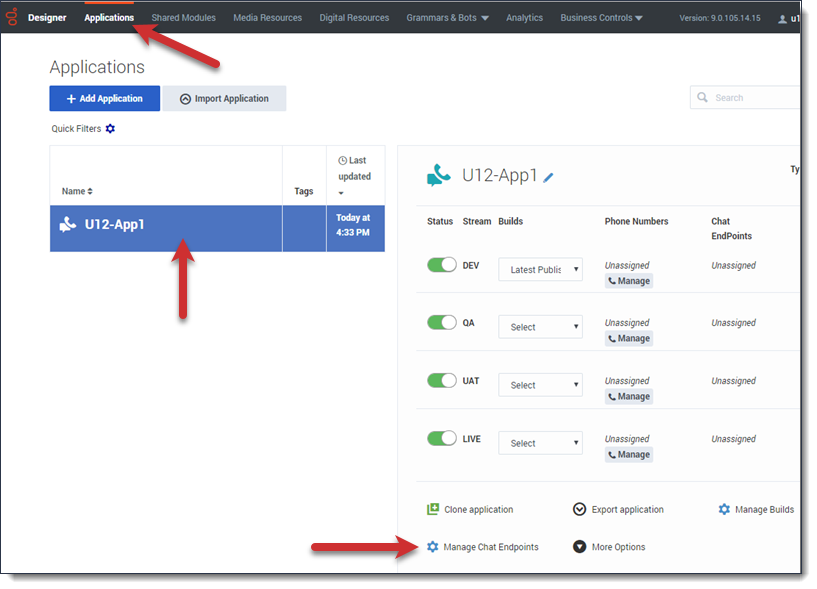 Designer Applications Shared Modules Media Resources Digital Resources Grammars & Bots Analytics Business Controls Version: 9.0.105.14.15 u1
Applications
Add Application Import Application
Search
Quick Filters
Name Tags Last updated
U12-App1 Today at 4:33 PM
U12-App1 Ty
Status Stream Builds Phone Numbers Chat EndPoints
DEV Latest Publis Unassigned Unassigned
Manage
QA Select Unassigned Unassigned
Manage
UAT Select Unassigned Unassigned
Manage
LIVE Select Unassigned Unassigned
Manage
Clone application Export application Manage Builds
Manage Chat Endpoints More Options